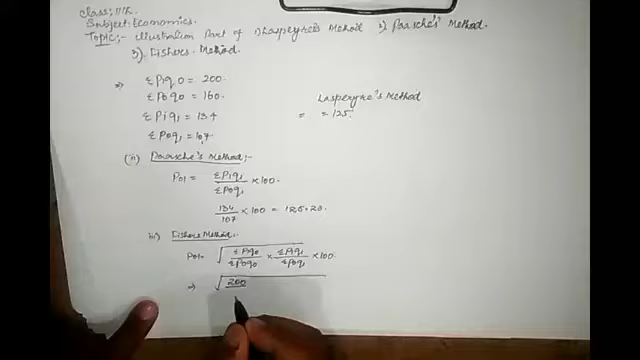 Class: 11th.
Subject: Economics.
Topic:- Illustration Part of 1) Laspeyre's Method 2) Paasche's Method.
3). Fishers Method.
⇒ ΣP1q0 = 200.
ΣP0q0 = 160.
Laspeyre's Method
ΣP1q1 = 134
= = 125.
ΣP0q1 = 107
(ii) Paasche's Method:-
P01 = ΣP1q1/ΣP0q1 × 100.
134/107 × 100 = 125.23.
iii) Fishers Method.
P01 = √ΣP1q0/ΣP0q0 × ΣP1q1/ΣP0q1 × 100.
⇒ √200